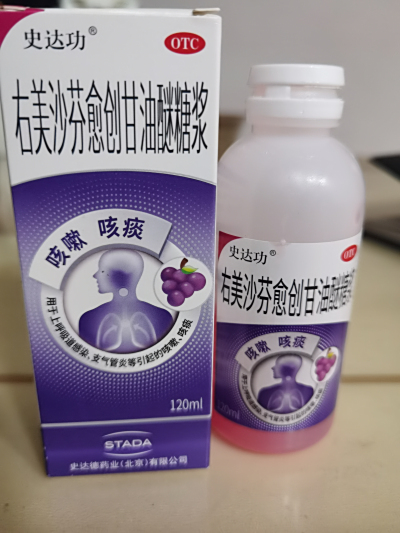 史达功®
OTC
右美沙芬愈创甘油醚糖浆
咳嗽 咳痰
用于上呼吸道感染,支气管炎等引起的咳嗽、咳痰
120ml
STADA
史达德药业(北京)有限公司
史达功®
OTC
右美沙芬愈创甘油醚糖浆
咳嗽 咳痰
120ml